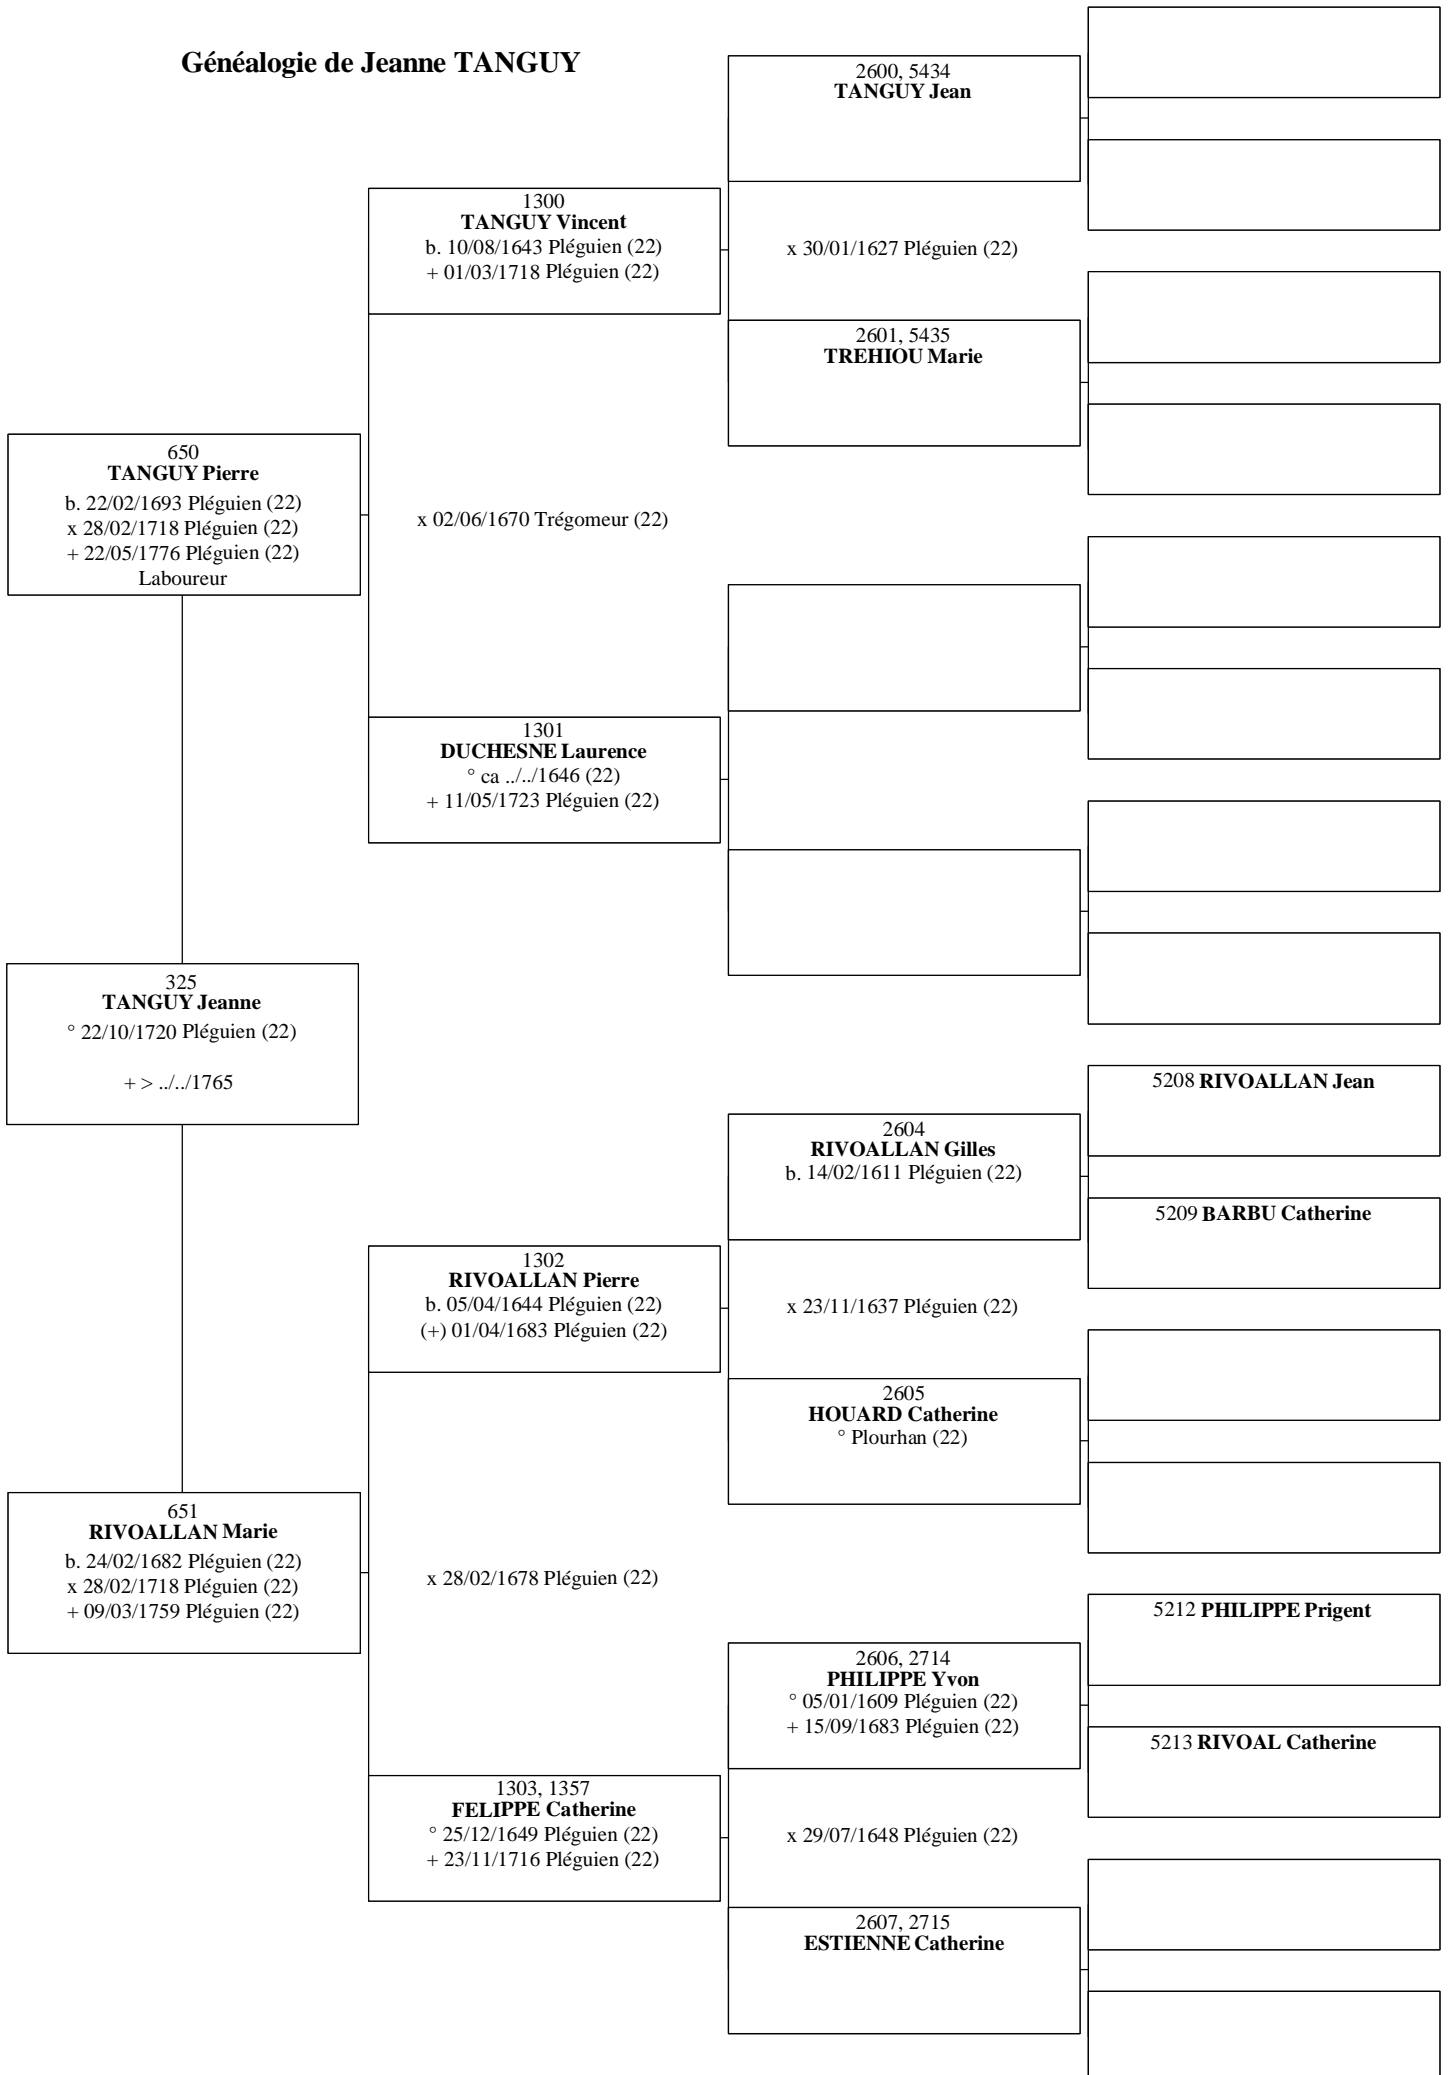 Généalogie de Jeanne TANGUY
2600, 5434
TANGUY Jean
1300
TANGUY Vincent
b. 10/08/1643 Pléguien (22)
+ 01/03/1718 Pléguien (22)
x 30/01/1627 Pléguien (22)
2601, 5435
TREHIOU Marie
650
TANGUY Pierre
b. 22/02/1693 Pléguien (22)
x 28/02/1718 Pléguien (22)
+ 22/05/1776 Pléguien (22)
Laboureur
x 02/06/1670 Trégomeur (22)
1301
DUCHESNE Laurence
° ca ../../1646 (22)
+ 11/05/1723 Pléguien (22)
325
TANGUY Jeanne
° 22/10/1720 Pléguien (22)
+ > ../../1765
5208 RIVOALLAN Jean
2604
RIVOALLAN Gilles
b. 14/02/1611 Pléguien (22)
5209 BARBU Catherine
1302
RIVOALLAN Pierre
b. 05/04/1644 Pléguien (22)
(+) 01/04/1683 Pléguien (22)
x 23/11/1637 Pléguien (22)
2605
HOUARD Catherine
° Plourhan (22)
651
RIVOALLAN Marie
b. 24/02/1682 Pléguien (22)
x 28/02/1718 Pléguien (22)
+ 09/03/1759 Pléguien (22)
x 28/02/1678 Pléguien (22)
5212 PHILIPPE Prigent
2606, 2714
PHILIPPE Yvon
° 05/01/1609 Pléguien (22)
+ 15/09/1683 Pléguien (22)
5213 RIVOAL Catherine
1303, 1357
FELIPPE Catherine
° 25/12/1649 Pléguien (22)
+ 23/11/1716 Pléguien (22)
x 29/07/1648 Pléguien (22)
2607, 2715
ESTIENNE Catherine